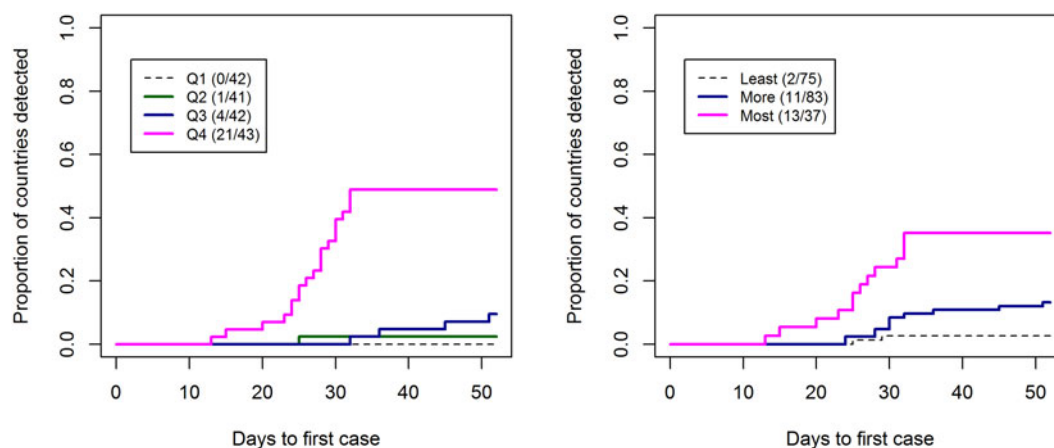 1.0
0.8
0.6
0.4
0.2
0.0
Proportion of countries detected
Q1 (0/42)
Q2 (1/41)
Q3 (4/42)
Q4 (21/43)
0 10 20 30 40 50
Days to first case
1.0
0.8
0.6
0.4
0.2
0.0
Proportion of countries detected
Least (2/75)
More (11/83)
Most (13/37)
0 10 20 30 40 50
Days to first case